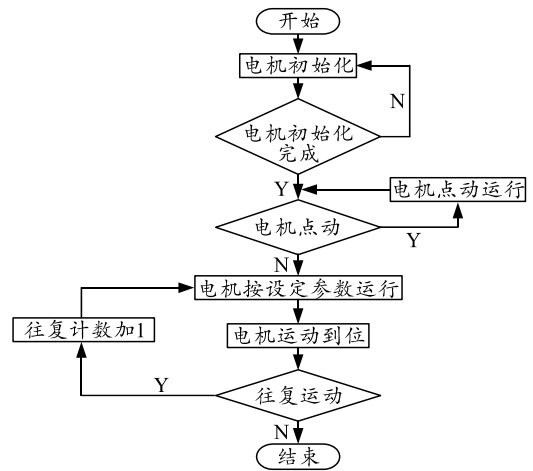 开始
电机初始化
N
电机初始化
完成
Y
电机点动运行
电机点动
Y
N
电机按设定参数运行
往复计数加1
电机运动到位
Y
往复运动
N
结束